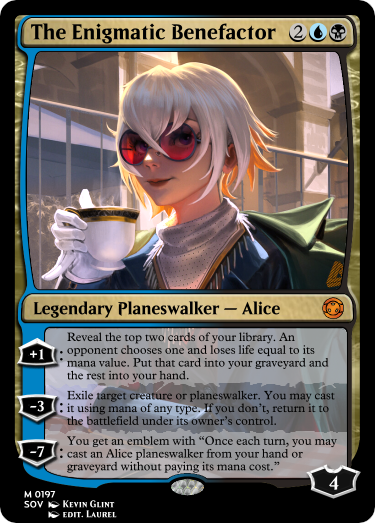 The Enigmatic Benefactor 2
Legendary Planeswalker — Alice
+1 : Reveal the top two cards of your library. An
opponent chooses one and loses life equal to its
mana value. Put that card into your graveyard and
the rest into your hand.
-3 : Exile target creature or planeswalker. You may cast
it using mana of any type. If you don't, return it to
the battlefield under its owner's control.
-7 : You get an emblem with “Once each turn, you may
cast an Alice planeswalker from your hand or
graveyard without paying its mana cost.”
4
M 0197
SOV KEVIN GLINT
edit. LAUREL